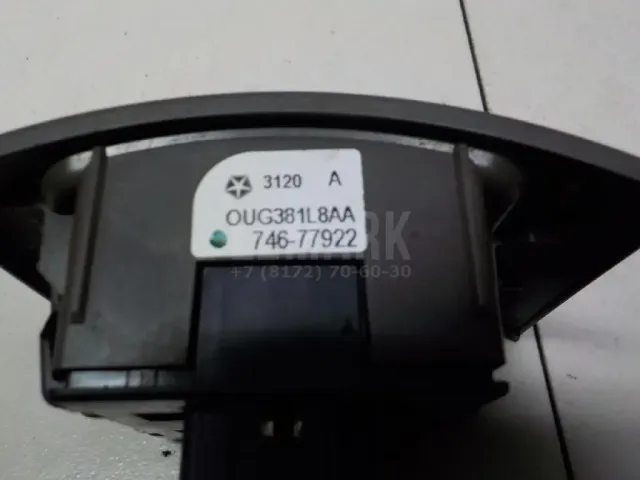 3120 A
OUG381L8AA
746-77922
+7 (8172) 70-60-30